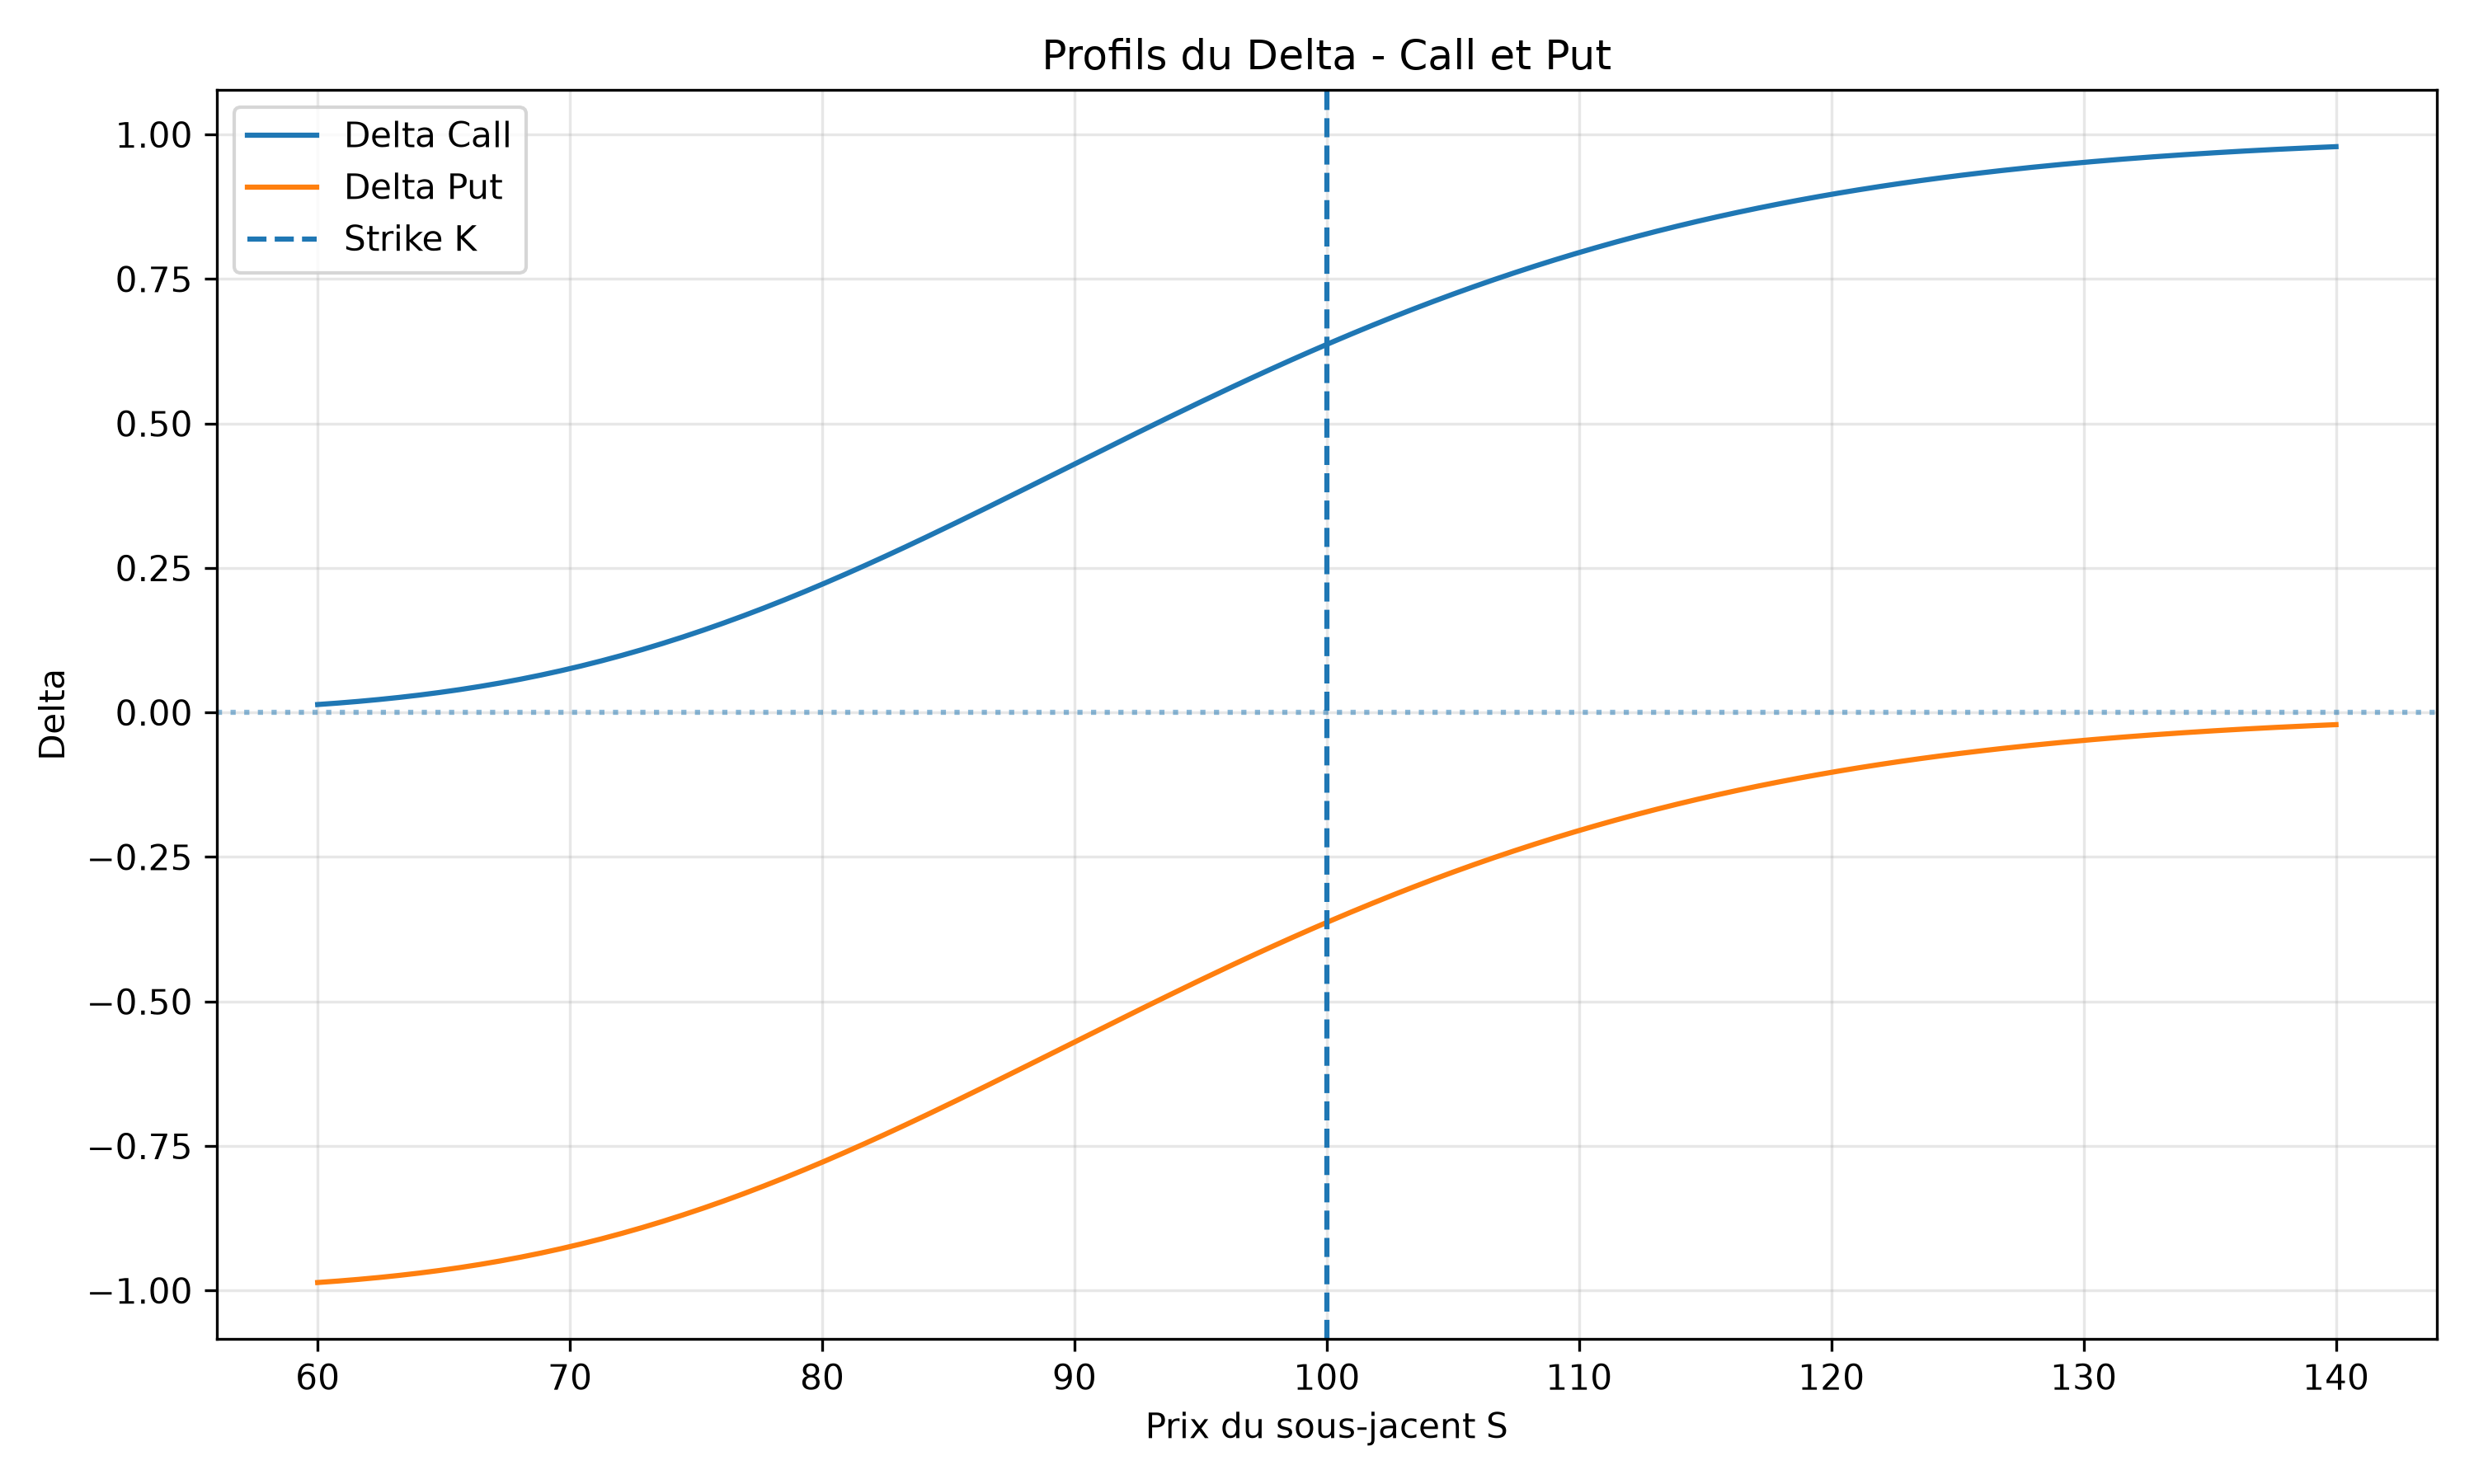 Profils du Delta - Call et Put
Delta Call
Delta Put
Strike K
1.00
0.75
0.50
0.25
0.00
−0.25
−0.50
−0.75
−1.00
Delta
60 70 80 90 100 110 120 130 140
Prix du sous-jacent S